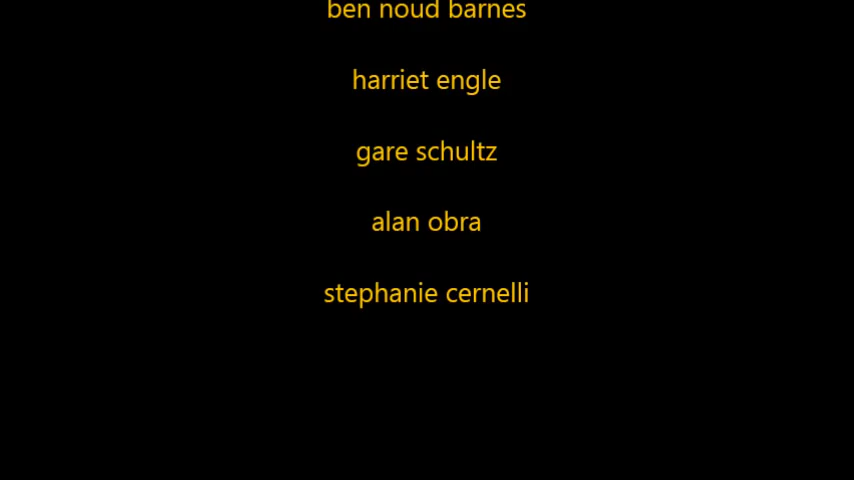 ben noud barnes
harriet engle
gare schultz
alan obra
stephanie cernelli